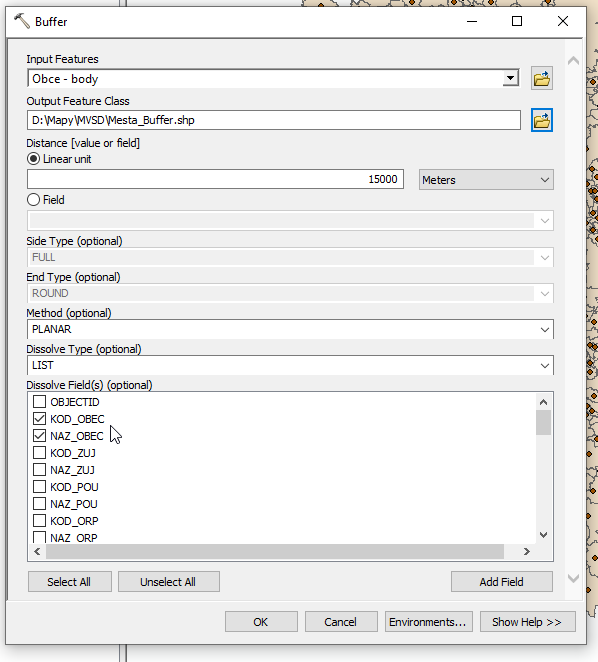 Buffer
Input Features
Obce - body
Output Feature Class
D:\Mapy\MVSD\Mesta_Buffer.shp
Distance [value or field]
Linear unit
15000 Meters
Field
Side Type (optional)
FULL
End Type (optional)
ROUND
Method (optional)
PLANAR
Dissolve Type (optional)
LIST
Dissolve Field(s) (optional)
OBJECTID
KOD_OBEC
NAZ_OBEC
KOD_ZUJ
NAZ_ZUJ
KOD_POU
NAZ_POU
KOD_ORP
NAZ_ORP
Select All Unselect All Add Field
OK Cancel Environments... Show Help >>